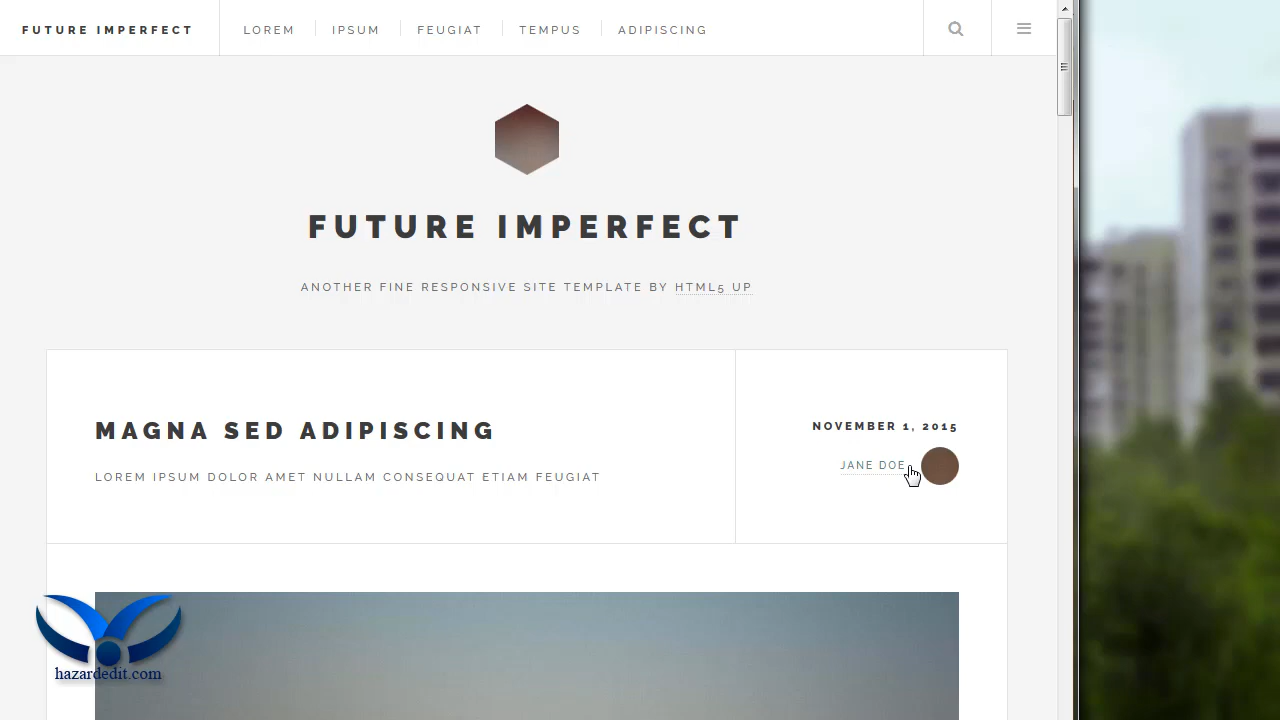 FUTURE IMPERFECT
LOREM
IPSUM
FEUGIAT
TEMPUS
ADIPISCING
FUTURE IMPERFECT
ANOTHER FINE RESPONSIVE SITE TEMPLATE BY HTML5 UP
MAGNA SED ADIPISCING
LOREM IPSUM DOLOR AMET NULLAM CONSEQUAT ETIAM FEUGIAT
NOVEMBER 1, 2015
JANE DOE
hazardedit.com